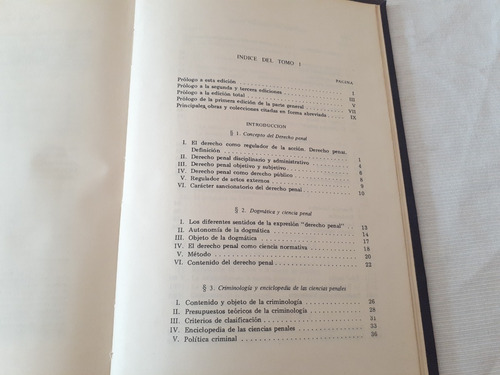 INDICE DEL TOMO I
PAGINA
Prólogo a esta edición
Prólogo a la segunda y tercera ediciones I
Prólogo a la edición total III
Prólogo de la primera edición de la parte general V
Principales obras y colecciones citadas en forma abreviada VII
IX
INTRODUCCION
§ 1. Concepto del Derecho penal
I. El derecho como regulador de la acción. Derecho penal.
Definición 1
II. Derecho penal disciplinario y administrativo 4
III. Derecho penal objetivo y subjetivo 6
IV. Derecho penal como derecho público 8
V. Regulador de actos externos 9
VI. Carácter sancionatorio del derecho penal 10
§ 2. Dogmática y ciencia penal
I. Los diferentes sentidos de la expresión "derecho penal" 13
II. Autonomía de la dogmática 14
III. Objeto de la dogmática 17
IV. El derecho penal como ciencia normativa 18
V. Método 20
VI. Contenido del derecho penal 22
§ 3. Criminología y enciclopedia de las ciencias penales
I. Contenido y objeto de la criminología 26
II. Presupuestos teóricos de la criminología 28
III. Criterios de clasificación 31
IV. Enciclopedia de las ciencias penales 33
V. Política criminal 36